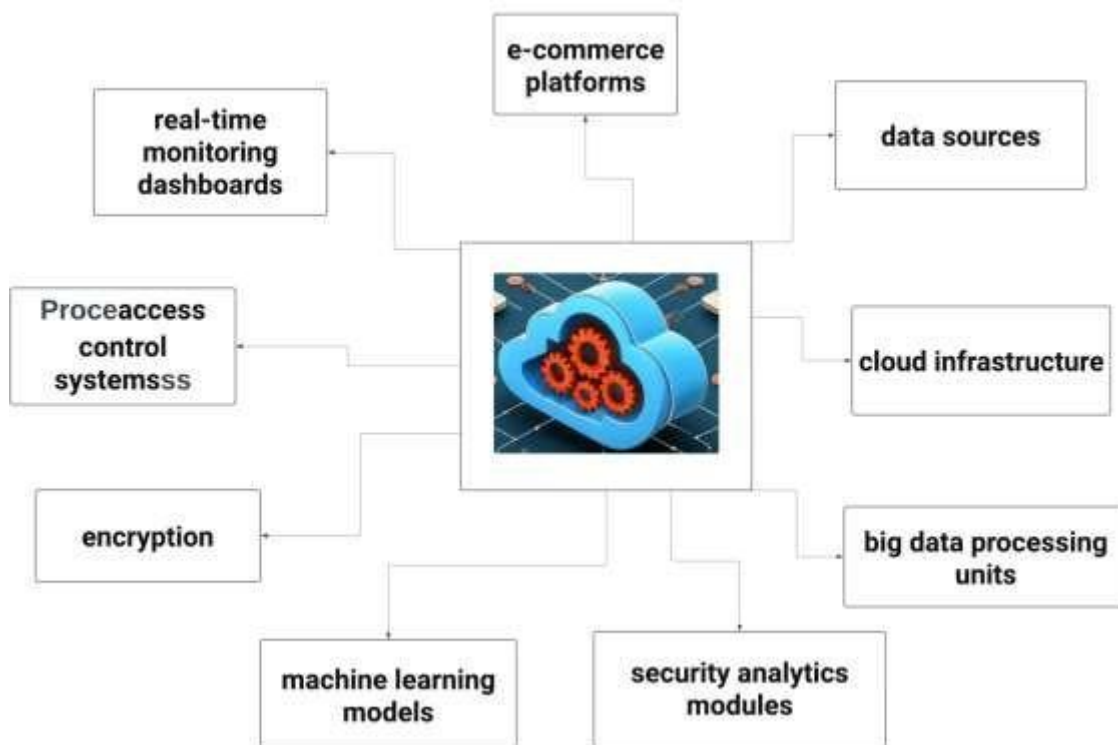 e-commerce
platforms
real-time
monitoring
dashboards
data sources
Proceaccess
control
systemsss
cloud infrastructure
encryption
big data processing
units
machine learning
models
security analytics
modules